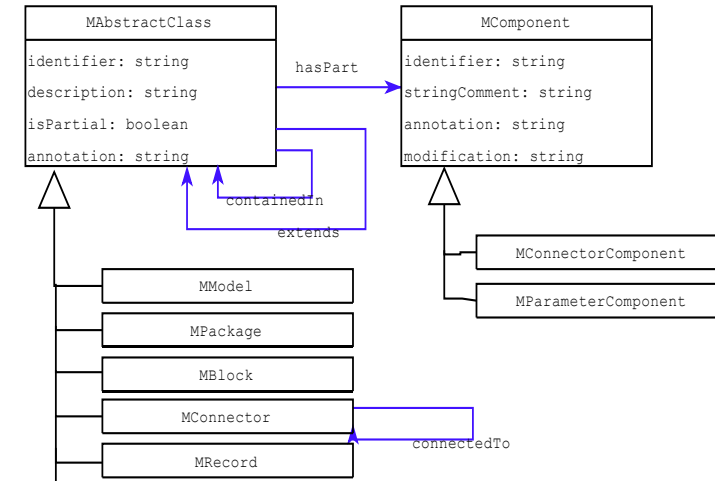 MAbstractClass
identifier: string
description: string
isPartial: boolean
annotation: string
hasPart
MComponent
identifier: string
stringComment: string
annotation: string
modification: string
containedIn
extends
MModel
MPackage
MBlock
MConnector
MRecord
connectedTo
MConnectorComponent
MParameterComponent